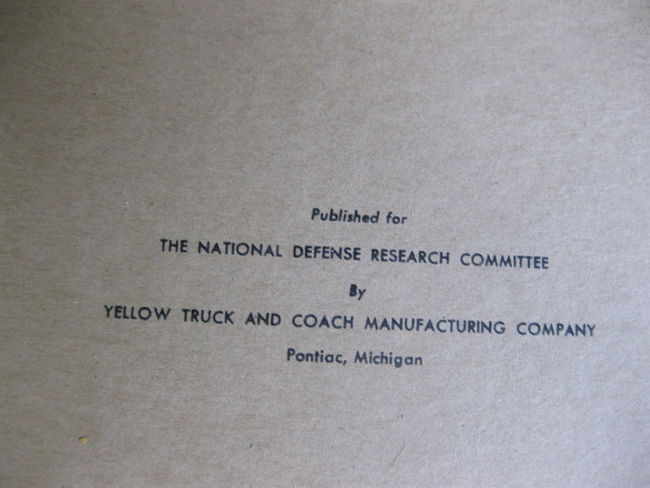 Published for
THE NATIONAL DEFENSE RESEARCH COMMITTEE
By
YELLOW TRUCK AND COACH MANUFACTURING COMPANY
Pontiac, Michigan